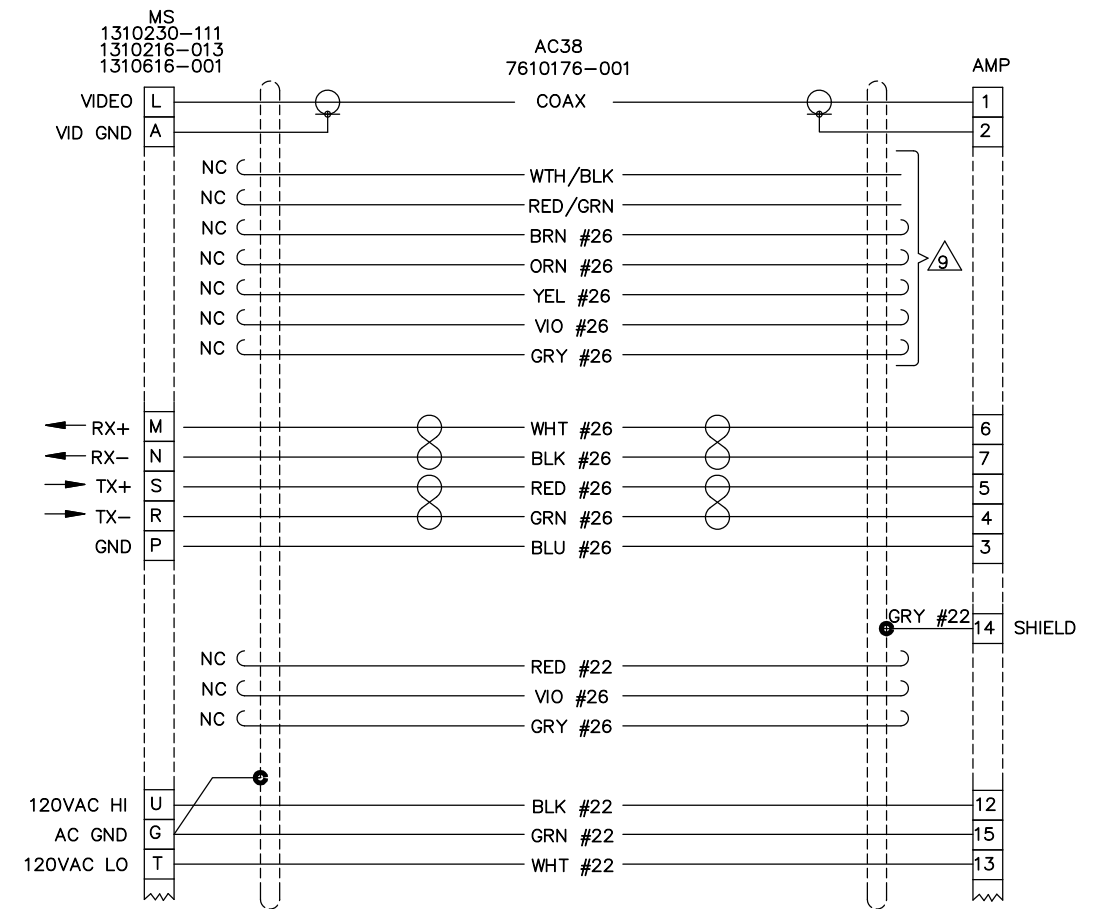 MS
1310230-111
1310216-013
1310616-001
AC38
7610176-001
AMP
VIDEO L COAX 1
VID GND A 2
NC WTH/BLK
NC RED/GRN
NC BRN #26
NC ORN #26
9
NC YEL #26
NC VIO #26
NC GRY #26
RX+ M WHT #26 6
RX- N BLK #26 7
TX+ S RED #26 5
TX- R GRN #26 4
GND P BLU #26 3
GRY #22 14 SHIELD
NC RED #22
NC VIO #26
NC GRY #26
120VAC HI U BLK #22 12
AC GND G GRN #22 15
120VAC LO T WHT #22 13